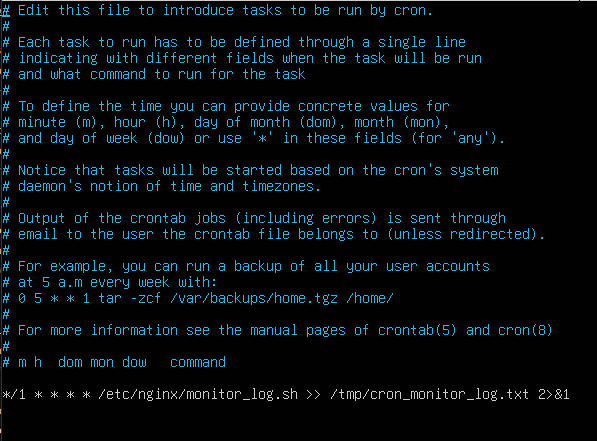 # Edit this file to introduce tasks to be run by cron.
#
# Each task to run has to be defined through a single line
# indicating with different fields when the task will be run
# and what command to run for the task
#
# To define the time you can provide concrete values for
# minute (m), hour (h), day of month (dom), month (mon),
# and day of week (dow) or use '*' in these fields (for 'any').
#
# Notice that tasks will be started based on the cron's system
# daemon's notion of time and timezones.
#
# Output of the crontab jobs (including errors) is sent through
# email to the user the crontab file belongs to (unless redirected).
#
# For example, you can run a backup of all your user accounts
# at 5 a.m every week with:
# 0 5 * * 1 tar -zcf /var/backups/home.tgz /home/
#
# For more information see the manual pages of crontab(5) and cron(8)
#
# m h  dom mon dow   command
*/1 * * * * /etc/nginx/monitor_log.sh >> /tmp/cron_monitor_log.txt 2>&1